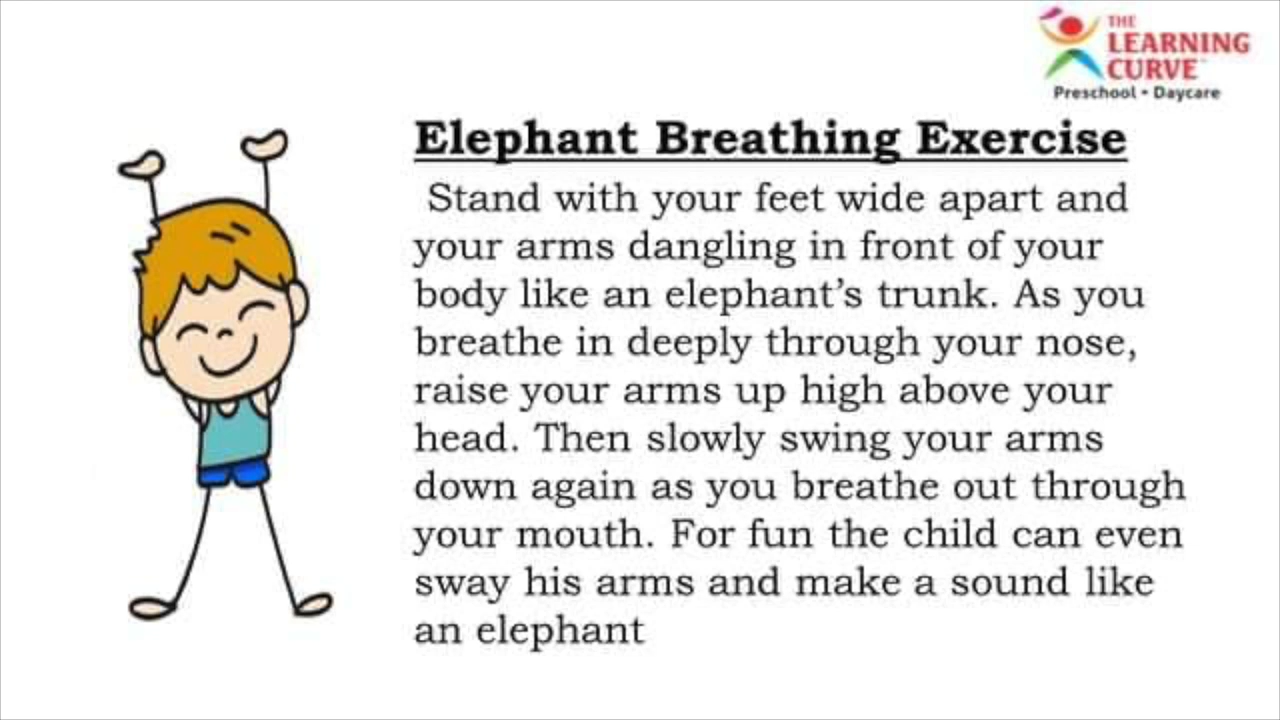 THE
LEARNING
CURVE
Preschool • Daycare
Elephant Breathing Exercise
Stand with your feet wide apart and
your arms dangling in front of your
body like an elephant’s trunk. As you
breathe in deeply through your nose,
raise your arms up high above your
head. Then slowly swing your arms
down again as you breathe out through
your mouth. For fun the child can even
sway his arms and make a sound like
an elephant